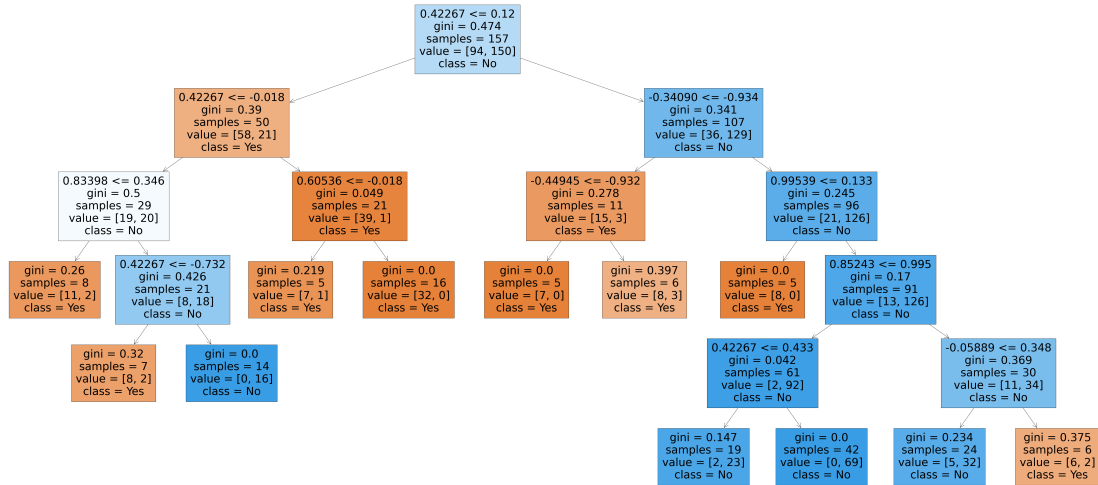 0.42267 <= 0.12
gini = 0.474
samples = 157
value = [94, 150]
class = No
0.42267 <= -0.018
gini = 0.39
samples = 50
value = [58, 21]
class = Yes
-0.34090 <= -0.934
gini = 0.341
samples = 107
value = [36, 129]
class = No
0.83398 <= 0.346
gini = 0.5
samples = 29
value = [19, 20]
class = No
0.60536 <= -0.018
gini = 0.049
samples = 21
value = [39, 1]
class = Yes
-0.44945 <= -0.932
gini = 0.278
samples = 11
value = [15, 3]
class = Yes
0.99539 <= 0.133
gini = 0.245
samples = 96
value = [21, 126]
class = No
gini = 0.26
samples = 8
value = [11, 2]
class = Yes
0.42267 <= -0.732
gini = 0.426
samples = 21
value = [8, 18]
class = No
gini = 0.219
samples = 5
value = [7, 1]
class = Yes
gini = 0.0
samples = 16
value = [32, 0]
class = Yes
gini = 0.0
samples = 5
value = [7, 0]
class = Yes
gini = 0.397
samples = 6
value = [8, 3]
class = Yes
gini = 0.0
samples = 5
value = [8, 0]
class = Yes
0.85243 <= 0.995
gini = 0.17
samples = 91
value = [13, 126]
class = No
gini = 0.32
samples = 7
value = [8, 2]
class = Yes
gini = 0.0
samples = 14
value = [0, 16]
class = No
0.42267 <= 0.433
gini = 0.042
samples = 61
value = [2, 92]
class = No
-0.05889 <= 0.348
gini = 0.369
samples = 30
value = [11, 34]
class = No
gini = 0.147
samples = 19
value = [2, 23]
class = No
gini = 0.0
samples = 42
value = [0, 69]
class = No
gini = 0.234
samples = 24
value = [5, 32]
class = No
gini = 0.375
samples = 6
value = [6, 2]
class = Yes